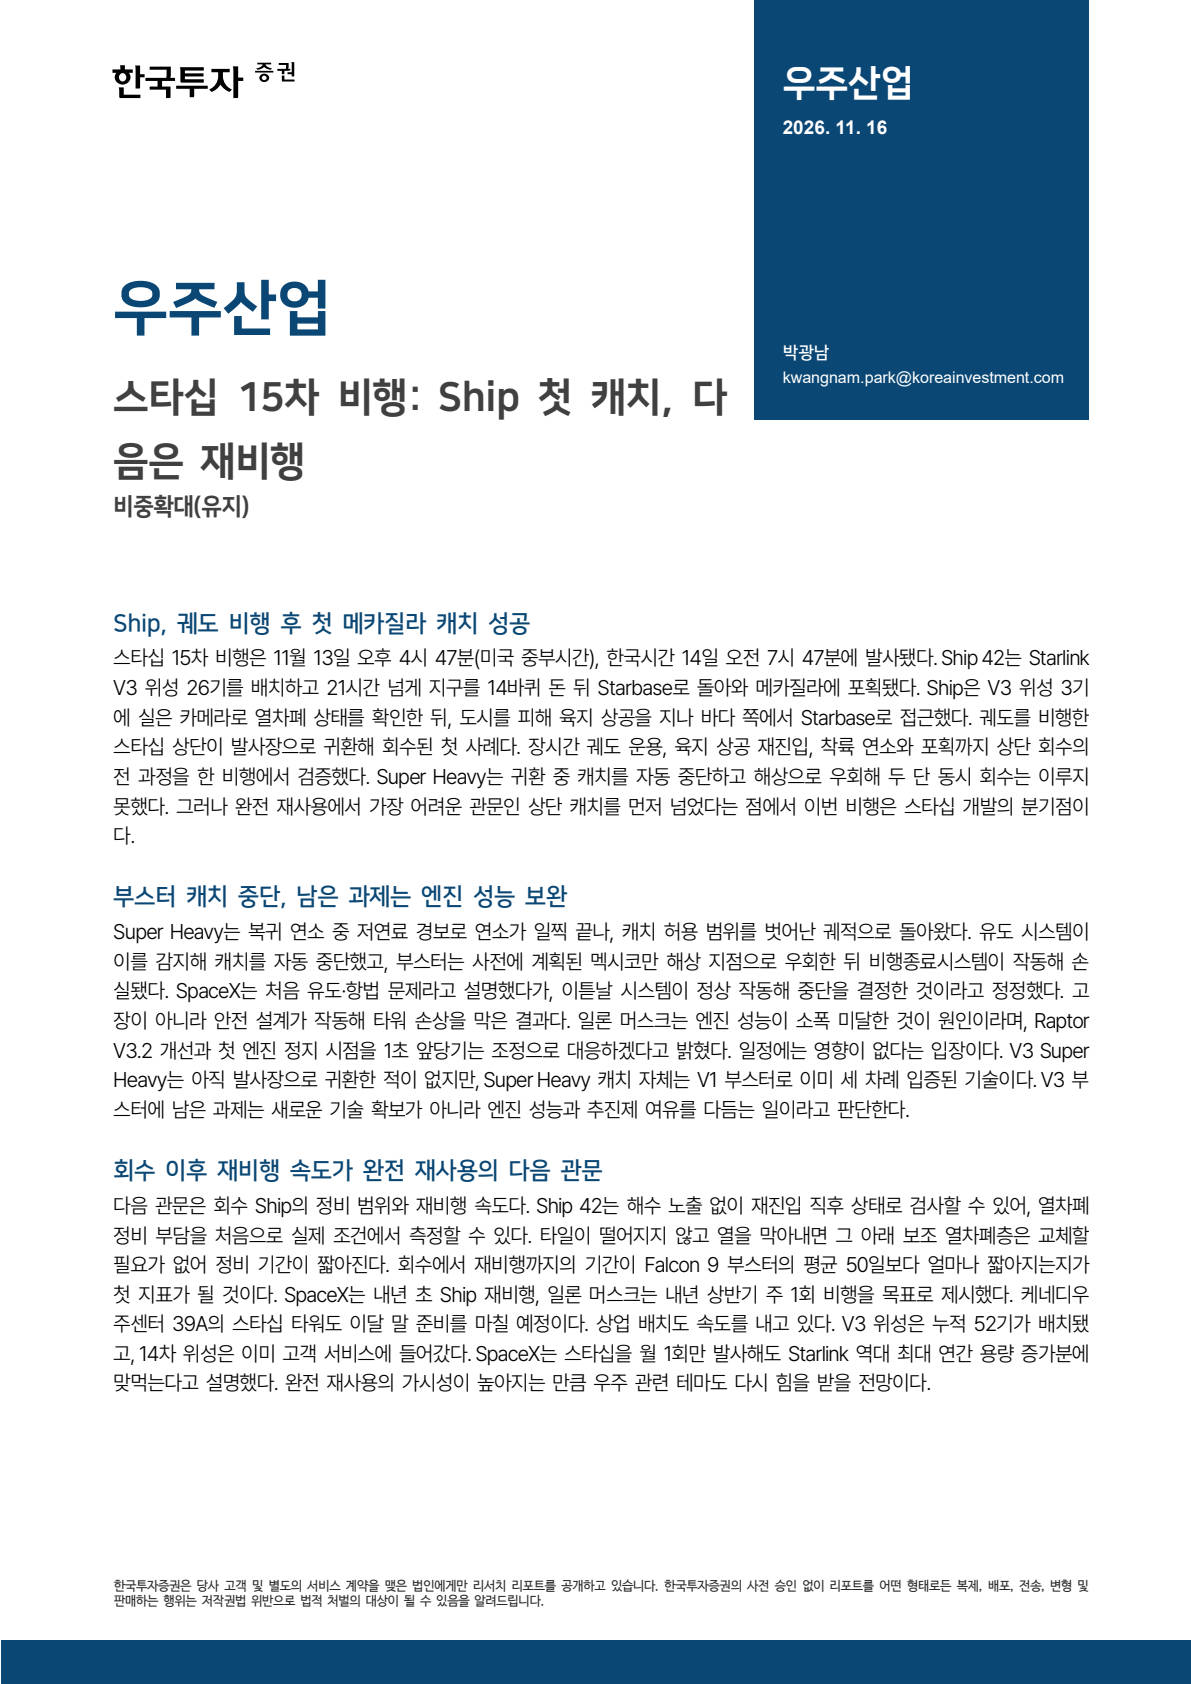 한국투자 증권
우주산업
2026. 11. 16
박광남
kwangnam.park@koreainvestment.com
우주산업
스타십 15차 비행: Ship 첫 캐치, 다
음은 재비행
비중확대(유지)
Ship, 궤도 비행 후 첫 메카질라 캐치 성공
스타십 15차 비행은 11월 13일 오후 4시 47분(미국 중부시간), 한국시간 14일 오전 7시 47분에 발사됐다. Ship 42는 Starlink
V3 위성 26기를 배치하고 21시간 넘게 지구를 14바퀴 돈 뒤 Starbase로 돌아와 메카질라에 포획됐다. Ship은 V3 위성 3기
에 실은 카메라로 열차폐 상태를 확인한 뒤, 도시를 피해 육지 상공을 지나 바다 쪽에서 Starbase로 접근했다. 궤도를 비행한
스타십 상단이 발사장으로 귀환해 회수된 첫 사례다. 장시간 궤도 운용, 육지 상공 재진입, 착륙 연소와 포획까지 상단 회수의
전 과정을 한 비행에서 검증했다. Super Heavy는 귀환 중 캐치를 자동 중단하고 해상으로 우회해 두 단 동시 회수는 이루지
못했다. 그러나 완전 재사용에서 가장 어려운 관문인 상단 캐치를 먼저 넘었다는 점에서 이번 비행은 스타십 개발의 분기점이
다.
부스터 캐치 중단, 남은 과제는 엔진 성능 보완
Super Heavy는 복귀 연소 중 저연료 경보로 연소가 일찍 끝나, 캐치 허용 범위를 벗어난 궤적으로 돌아왔다. 유도 시스템이
이를 감지해 캐치를 자동 중단했고, 부스터는 사전에 계획된 멕시코만 해상 지점으로 우회한 뒤 비행종료시스템이 작동해 손
실됐다. SpaceX는 처음 유도·항법 문제라고 설명했다가, 이튿날 시스템이 정상 작동해 중단을 결정한 것이라고 정정했다. 고
장이 아니라 안전 설계가 작동해 타워 손상을 막은 결과다. 일론 머스크는 엔진 성능이 소폭 미달한 것이 원인이라며, Raptor
V3.2 개선과 첫 엔진 정지 시점을 1초 앞당기는 조정으로 대응하겠다고 밝혔다. 일정에는 영향이 없다는 입장이다. V3 Super
Heavy는 아직 발사장으로 귀환한 적이 없지만, Super Heavy 캐치 자체는 V1 부스터로 이미 세 차례 입증된 기술이다. V3 부
스터에 남은 과제는 새로운 기술 확보가 아니라 엔진 성능과 추진제 여유를 다듬는 일이라고 판단한다.
회수 이후 재비행 속도가 완전 재사용의 다음 관문
다음 관문은 회수 Ship의 정비 범위와 재비행 속도다. Ship 42는 해수 노출 없이 재진입 직후 상태로 검사할 수 있어, 열차폐
정비 부담을 처음으로 실제 조건에서 측정할 수 있다. 타일이 떨어지지 않고 열을 막아내면 그 아래 보조 열차폐층은 교체할
필요가 없어 정비 기간이 짧아진다. 회수에서 재비행까지의 기간이 Falcon 9 부스터의 평균 50일보다 얼마나 짧아지는지가
첫 지표가 될 것이다. SpaceX는 내년 초 Ship 재비행, 일론 머스크는 내년 상반기 주 1회 비행을 목표로 제시했다. 케네디우
주센터 39A의 스타십 타워도 이달 말 준비를 마칠 예정이다. 상업 배치도 속도를 내고 있다. V3 위성은 누적 52기가 배치됐
고, 14차 위성은 이미 고객 서비스에 들어갔다. SpaceX는 스타십을 월 1회만 발사해도 Starlink 역대 최대 연간 용량 증가분에
맞먹는다고 설명했다. 완전 재사용의 가시성이 높아지는 만큼 우주 관련 테마도 다시 힘을 받을 전망이다.
한국투자증권은 당사 고객 및 별도의 서비스 계약을 맺은 법인에게만 리서치 리포트를 공개하고 있습니다. 한국투자증권의 사전 승인 없이 리포트를 어떤 형태로든 복제, 배포, 전송, 변형 및
판매하는 행위는 저작권법 위반으로 법적 처벌의 대상이 될 수 있음을 알려드립니다.